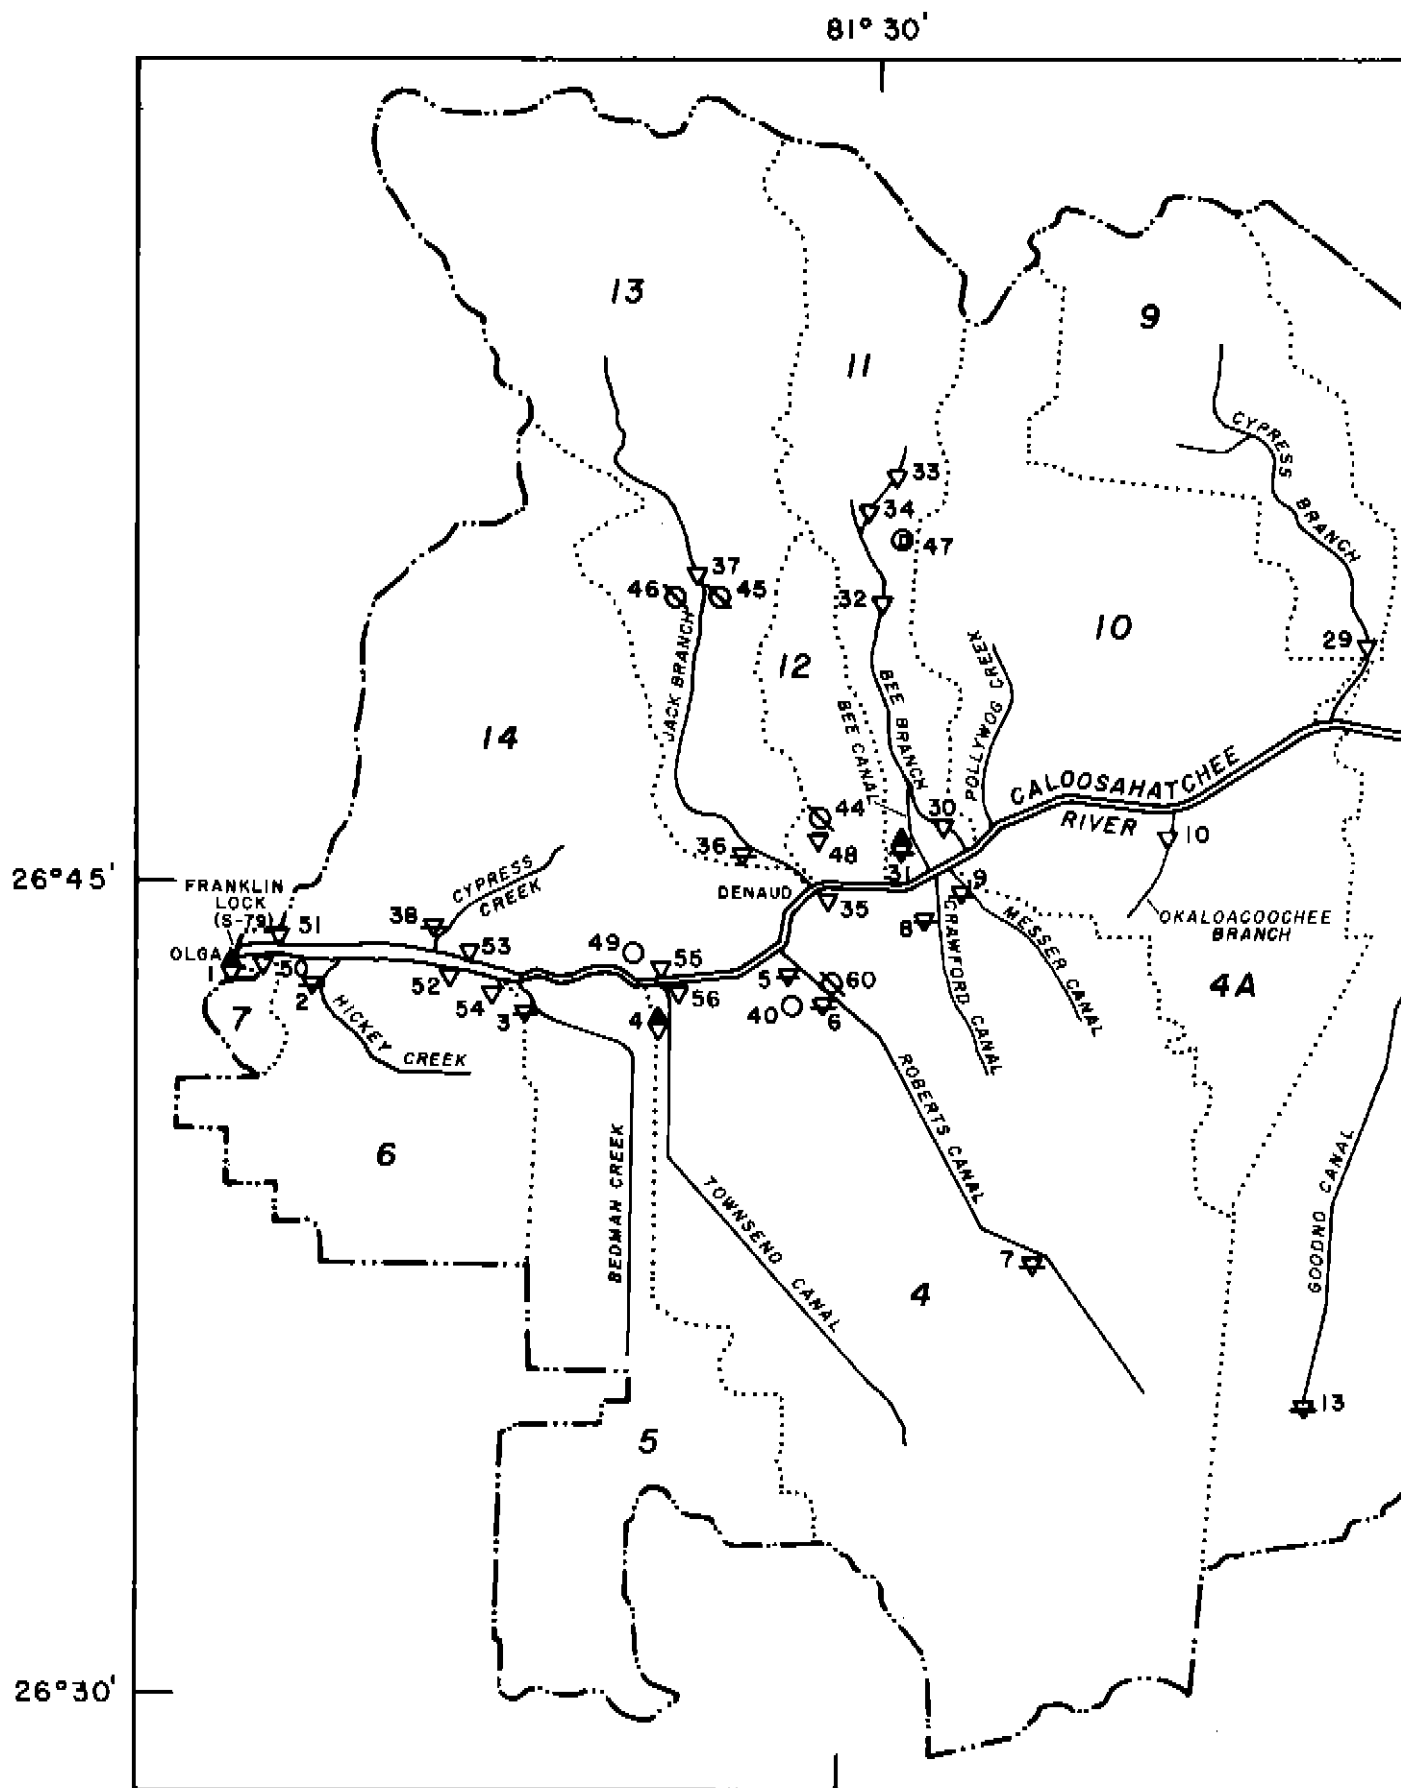 81° 30'
13
9
11
CYPRESS BRANCH
33
34
47
37
46
45
32
10
29
12
POLLYWOG CREEK
BEE BRANCH
BEE CANAL
JACK BRANCH
14
CALOOSAHATCHEE
RIVER
44
30
10
48
36
31
26°45'
FRANKLIN
LOCK
(S-79)
CYPRESS
CREEK
DENAUD
9
35
8
38
51
OKALOACOOCHEE
BRANCH
MESSER CANAL
CRAWFORD CANAL
OLGA
53
49
55
1
50
2
52
54
3
56
5
60
4A
7
4
40
6
HICKEY
CREEK
ROBERTS CANAL
6
BEDMAN CREEK
TOWNSEND CANAL
GOODNO CANAL
7
4
13
5
26°30'